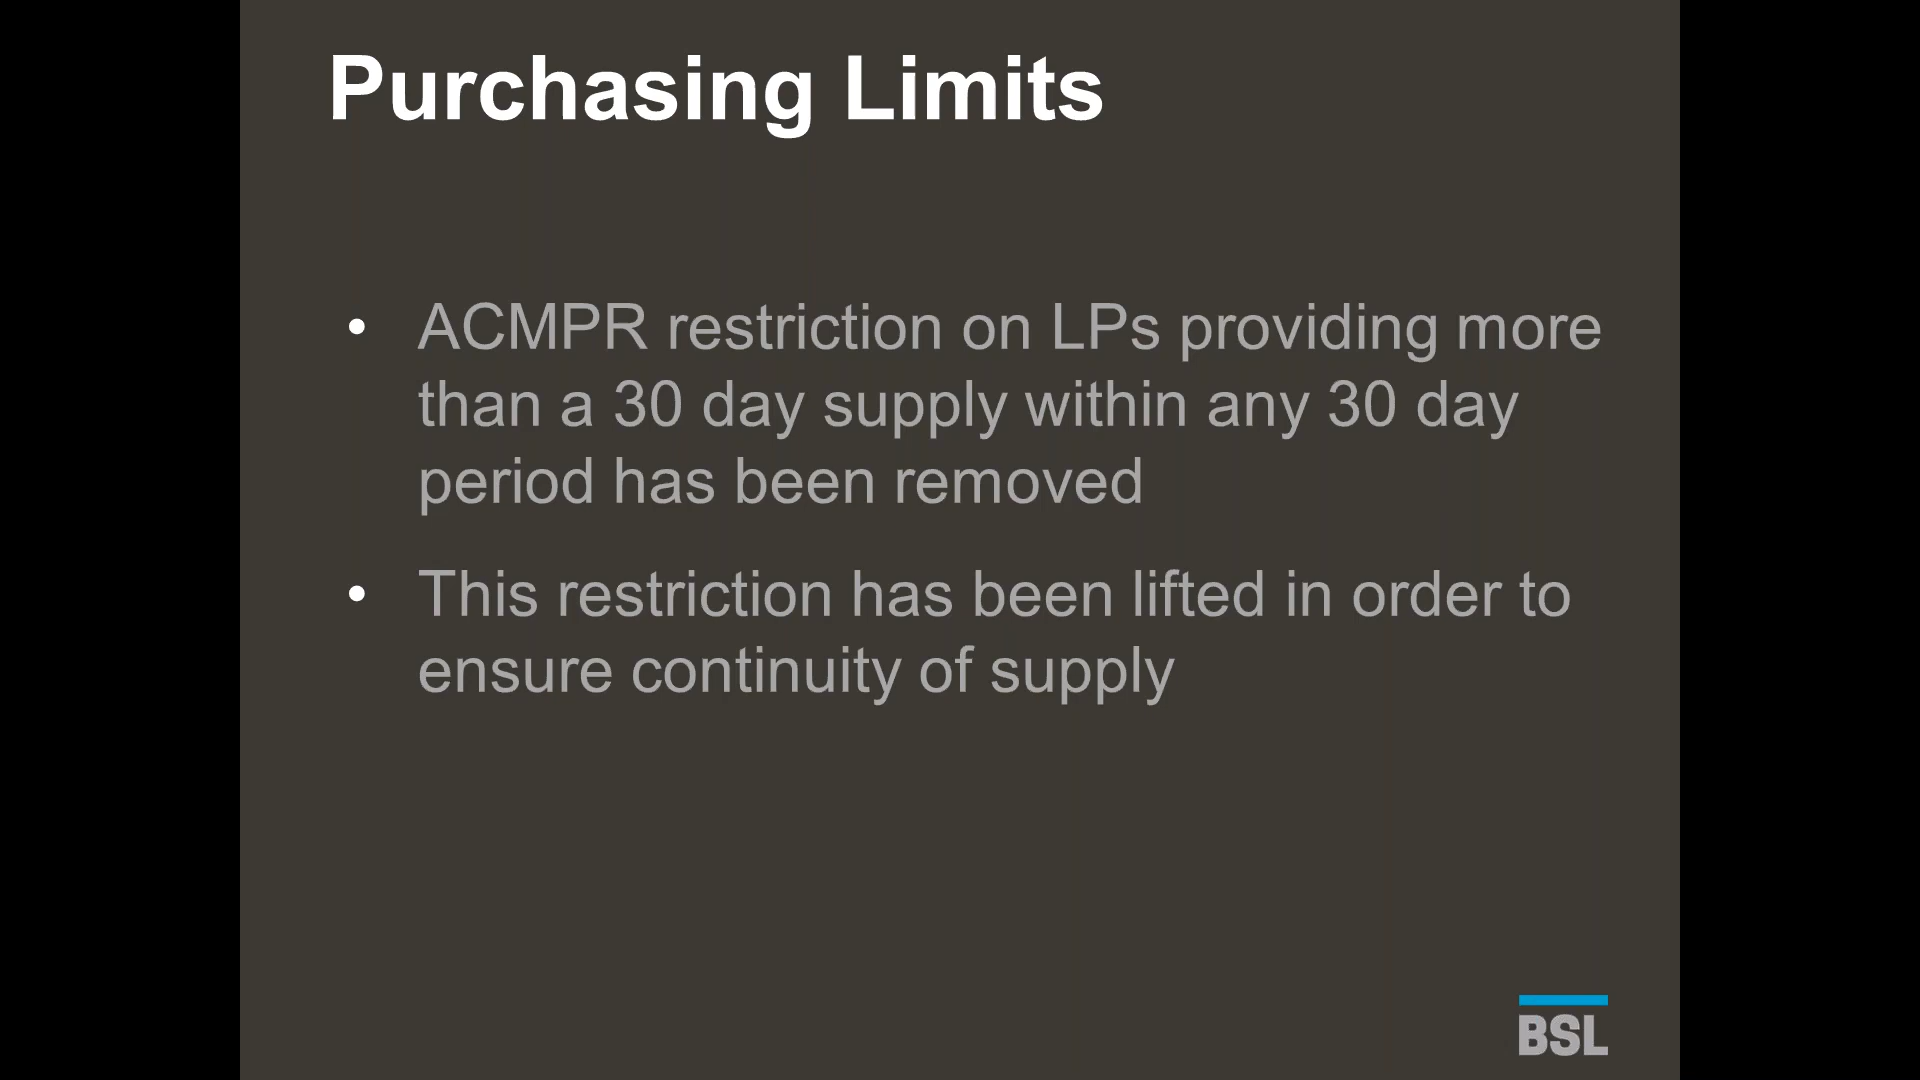 Purchasing Limits
• ACMPR restriction on LPs providing more
than a 30 day supply within any 30 day
period has been removed
• This restriction has been lifted in order to
ensure continuity of supply
BSL